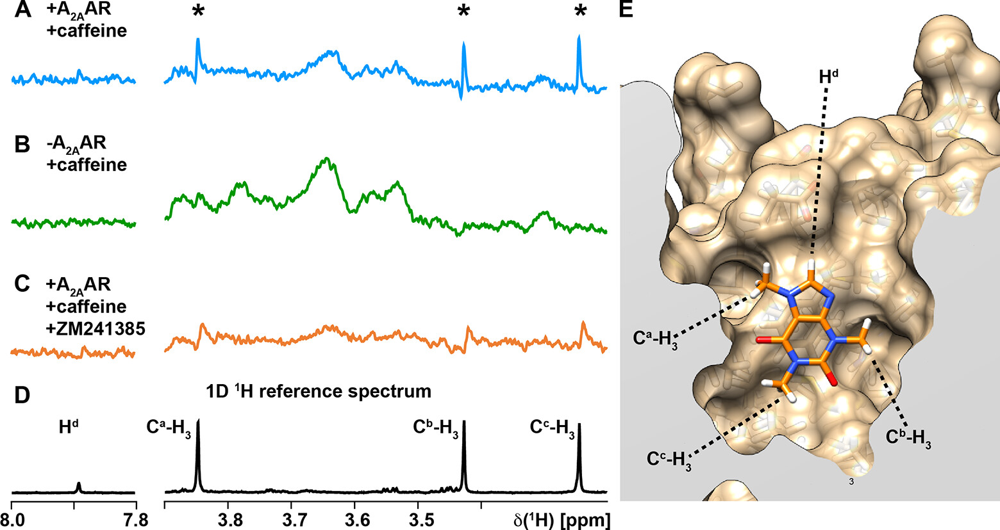 A +A2AAR * * *
+caffeine
B -A2AAR
+caffeine
C +A2AAR
+caffeine
+ZM241385
D 1D ¹H reference spectrum
Hᵈ Cᵃ-H₃ Cᵇ-H₃ Cᶜ-H₃
8.0 7.8 3.8 3.7 3.6 3.5 δ(¹H) [ppm]
E
Hᵈ
Cᵃ-H₃
Cᵇ-H₃
Cᶜ-H₃
3